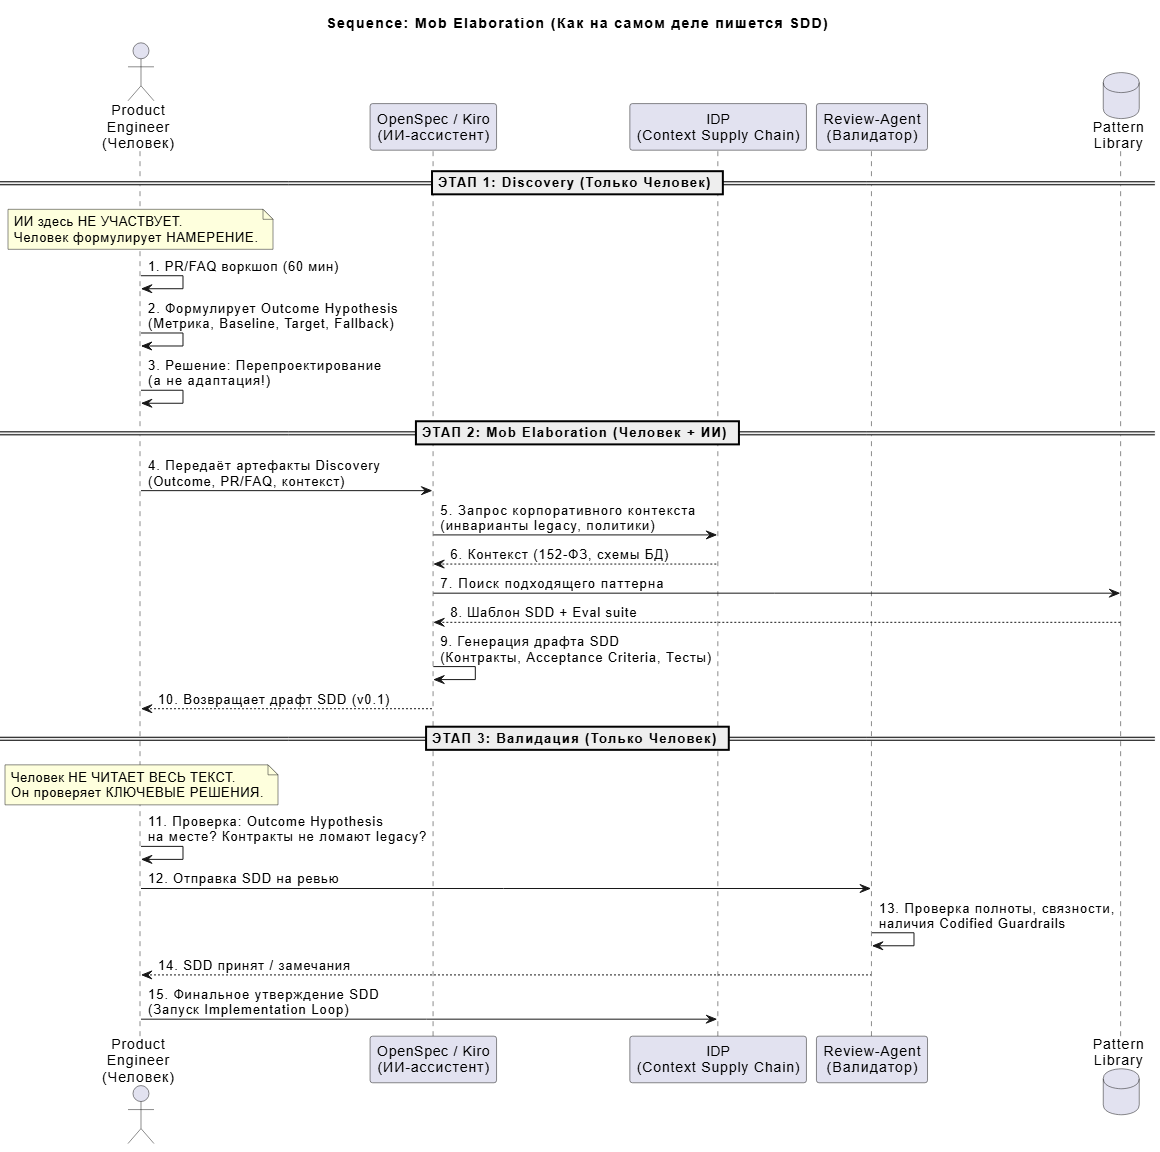 Sequence: Mob Elaboration (Как на самом деле пишется SDD)
Product
Engineer
(Человек)
OpenSpec / Kiro
(ИИ-ассистент)
IDP
(Context Supply Chain)
Review-Agent
(Валидатор)
Pattern
Library
ЭТАП 1: Discovery (Только Человек)
ИИ здесь НЕ УЧАСТВУЕТ.
Человек формулирует НАМЕРЕНИЕ.
1. PR/FAQ воркшоп (60 мин)
2. Формулирует Outcome Hypothesis
(Метрика, Baseline, Target, Fallback)
3. Решение: Перепроектирование
(а не адаптация!)
ЭТАП 2: Mob Elaboration (Человек + ИИ)
4. Передаёт артефакты Discovery
(Outcome, PR/FAQ, контекст)
5. Запрос корпоративного контекста
(инварианты legacy, политики)
6. Контекст (152-ФЗ, схемы БД)
7. Поиск подходящего паттерна
8. Шаблон SDD + Eval suite
9. Генерация драфта SDD
(Контракты, Acceptance Criteria, Тесты)
10. Возвращает драфт SDD (v0.1)
ЭТАП 3: Валидация (Только Человек)
Человек НЕ ЧИТАЕТ ВЕСЬ ТЕКСТ.
Он проверяет КЛЮЧЕВЫЕ РЕШЕНИЯ.
11. Проверка: Outcome Hypothesis
на месте? Контракты не ломают legacy?
12. Отправка SDD на ревью
13. Проверка полноты, связности,
наличия Codified Guardrails
14. SDD принят / замечания
15. Финальное утверждение SDD
(Запуск Implementation Loop)
Product
Engineer
(Человек)
OpenSpec / Kiro
(ИИ-ассистент)
IDP
(Context Supply Chain)
Review-Agent
(Валидатор)
Pattern
Library